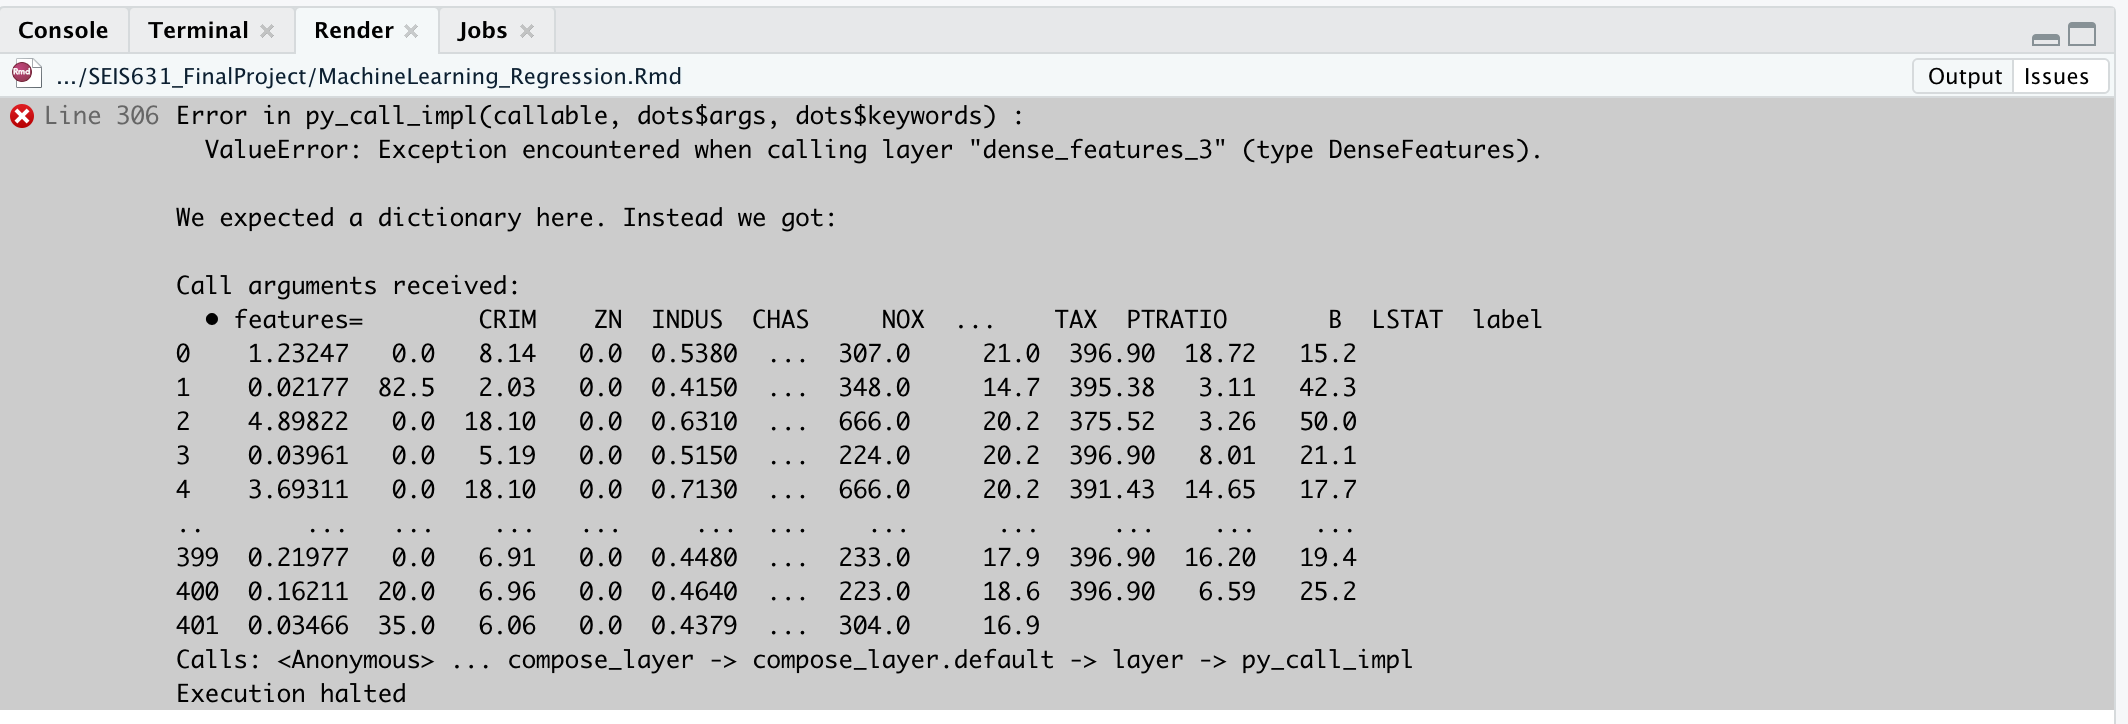 Console Terminal Render Jobs
Rmd .../SEIS631_FinalProject/MachineLearning_Regression.Rmd Output Issues
Line 306 Error in py_call_impl(callable, dots$args, dots$keywords) :
ValueError: Exception encountered when calling layer "dense_features_3" (type DenseFeatures).
We expected a dictionary here. Instead we got:
Call arguments received:
• features= CRIM ZN INDUS CHAS NOX ... TAX PTRATIO B LSTAT label
0 1.23247 0.0 8.14 0.0 0.5380 ... 307.0 21.0 396.90 18.72 15.2
1 0.02177 82.5 2.03 0.0 0.4150 ... 348.0 14.7 395.38 3.11 42.3
2 4.89822 0.0 18.10 0.0 0.6310 ... 666.0 20.2 375.52 3.26 50.0
3 0.03961 0.0 5.19 0.0 0.5150 ... 224.0 20.2 396.90 8.01 21.1
4 3.69311 0.0 18.10 0.0 0.7130 ... 666.0 20.2 391.43 14.65 17.7
.. ... ... ... ... ... ... ... ... ... ... ...
399 0.21977 0.0 6.91 0.0 0.4480 ... 233.0 17.9 396.90 16.20 19.4
400 0.16211 20.0 6.96 0.0 0.4640 ... 223.0 18.6 396.90 6.59 25.2
401 0.03466 35.0 6.06 0.0 0.4379 ... 304.0 16.9
Calls: <Anonymous> ... compose_layer -> compose_layer.default -> layer -> py_call_impl
Execution halted